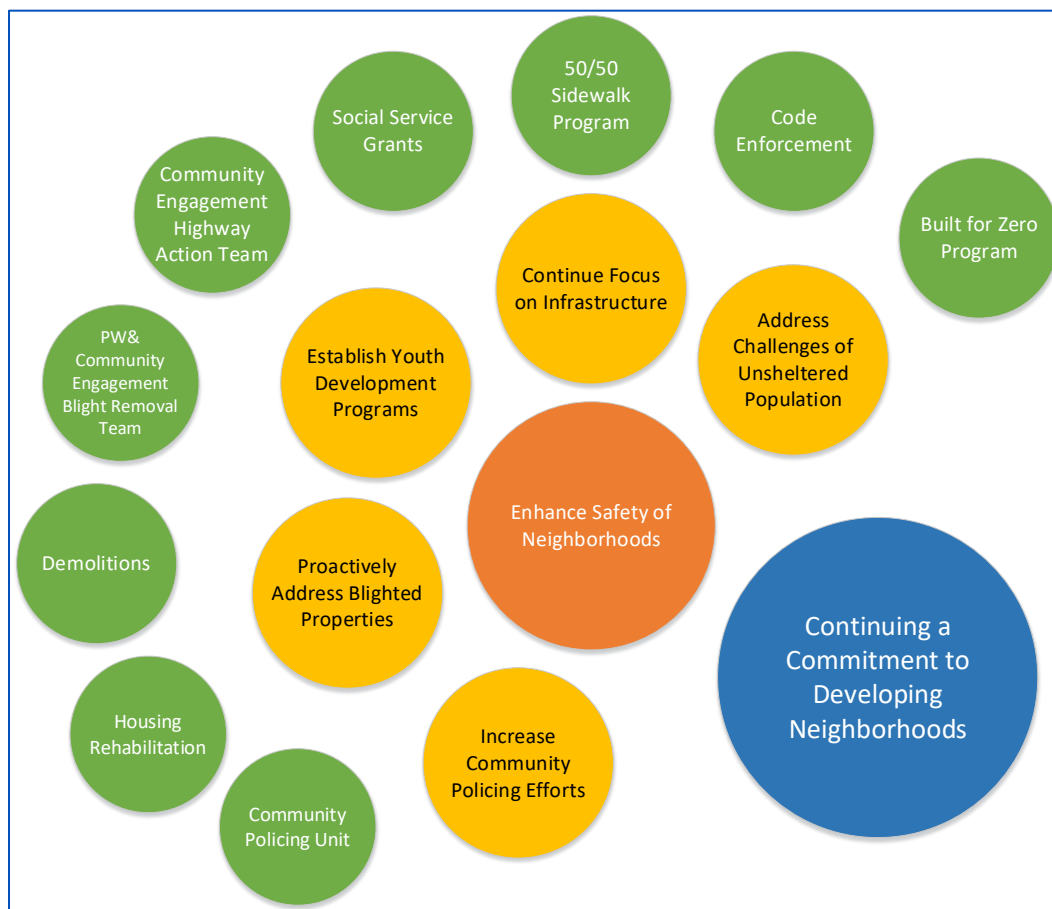 50/50
Sidewalk
Program
Social Service
Grants
Code
Enforcement
Community
Engagement
Highway
Action Team
Built for Zero
Program
Continue Focus
on Infrastructure
Address
Challenges of
Unsheltered
Population
PW&
Community
Engagement
Blight Removal
Team
Establish Youth
Development
Programs
Enhance Safety of
Neighborhoods
Demolitions
Proactively
Address Blighted
Properties
Continuing a
Commitment to
Developing
Neighborhoods
Housing
Rehabilitation
Increase
Community
Policing Efforts
Community
Policing Unit